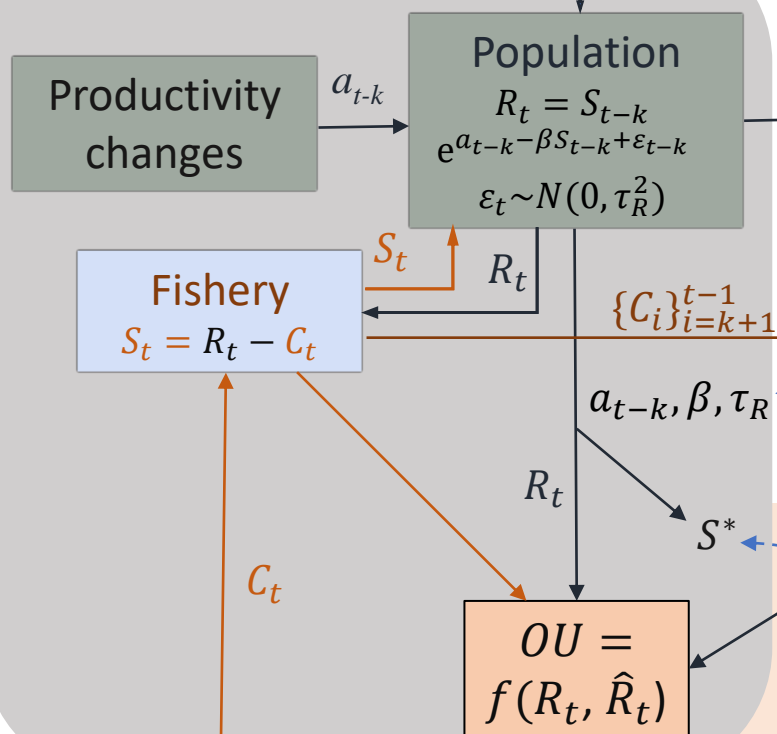 Population
R_t = S_{t-k}
e^{a_{t-k}-βS_{t-k}+ε_{t-k}}
ε_t~N(0, τ_R^2)
Productivity
changes
a_{t-k}
S_t
R_t
Fishery
S_t = R_t − C_t
{C_i}_{i=k+1}^{t-1}
a_{t-k}, β, τ_R
R_t
S*
C_t
OU =
f(R_t, R̂_t)